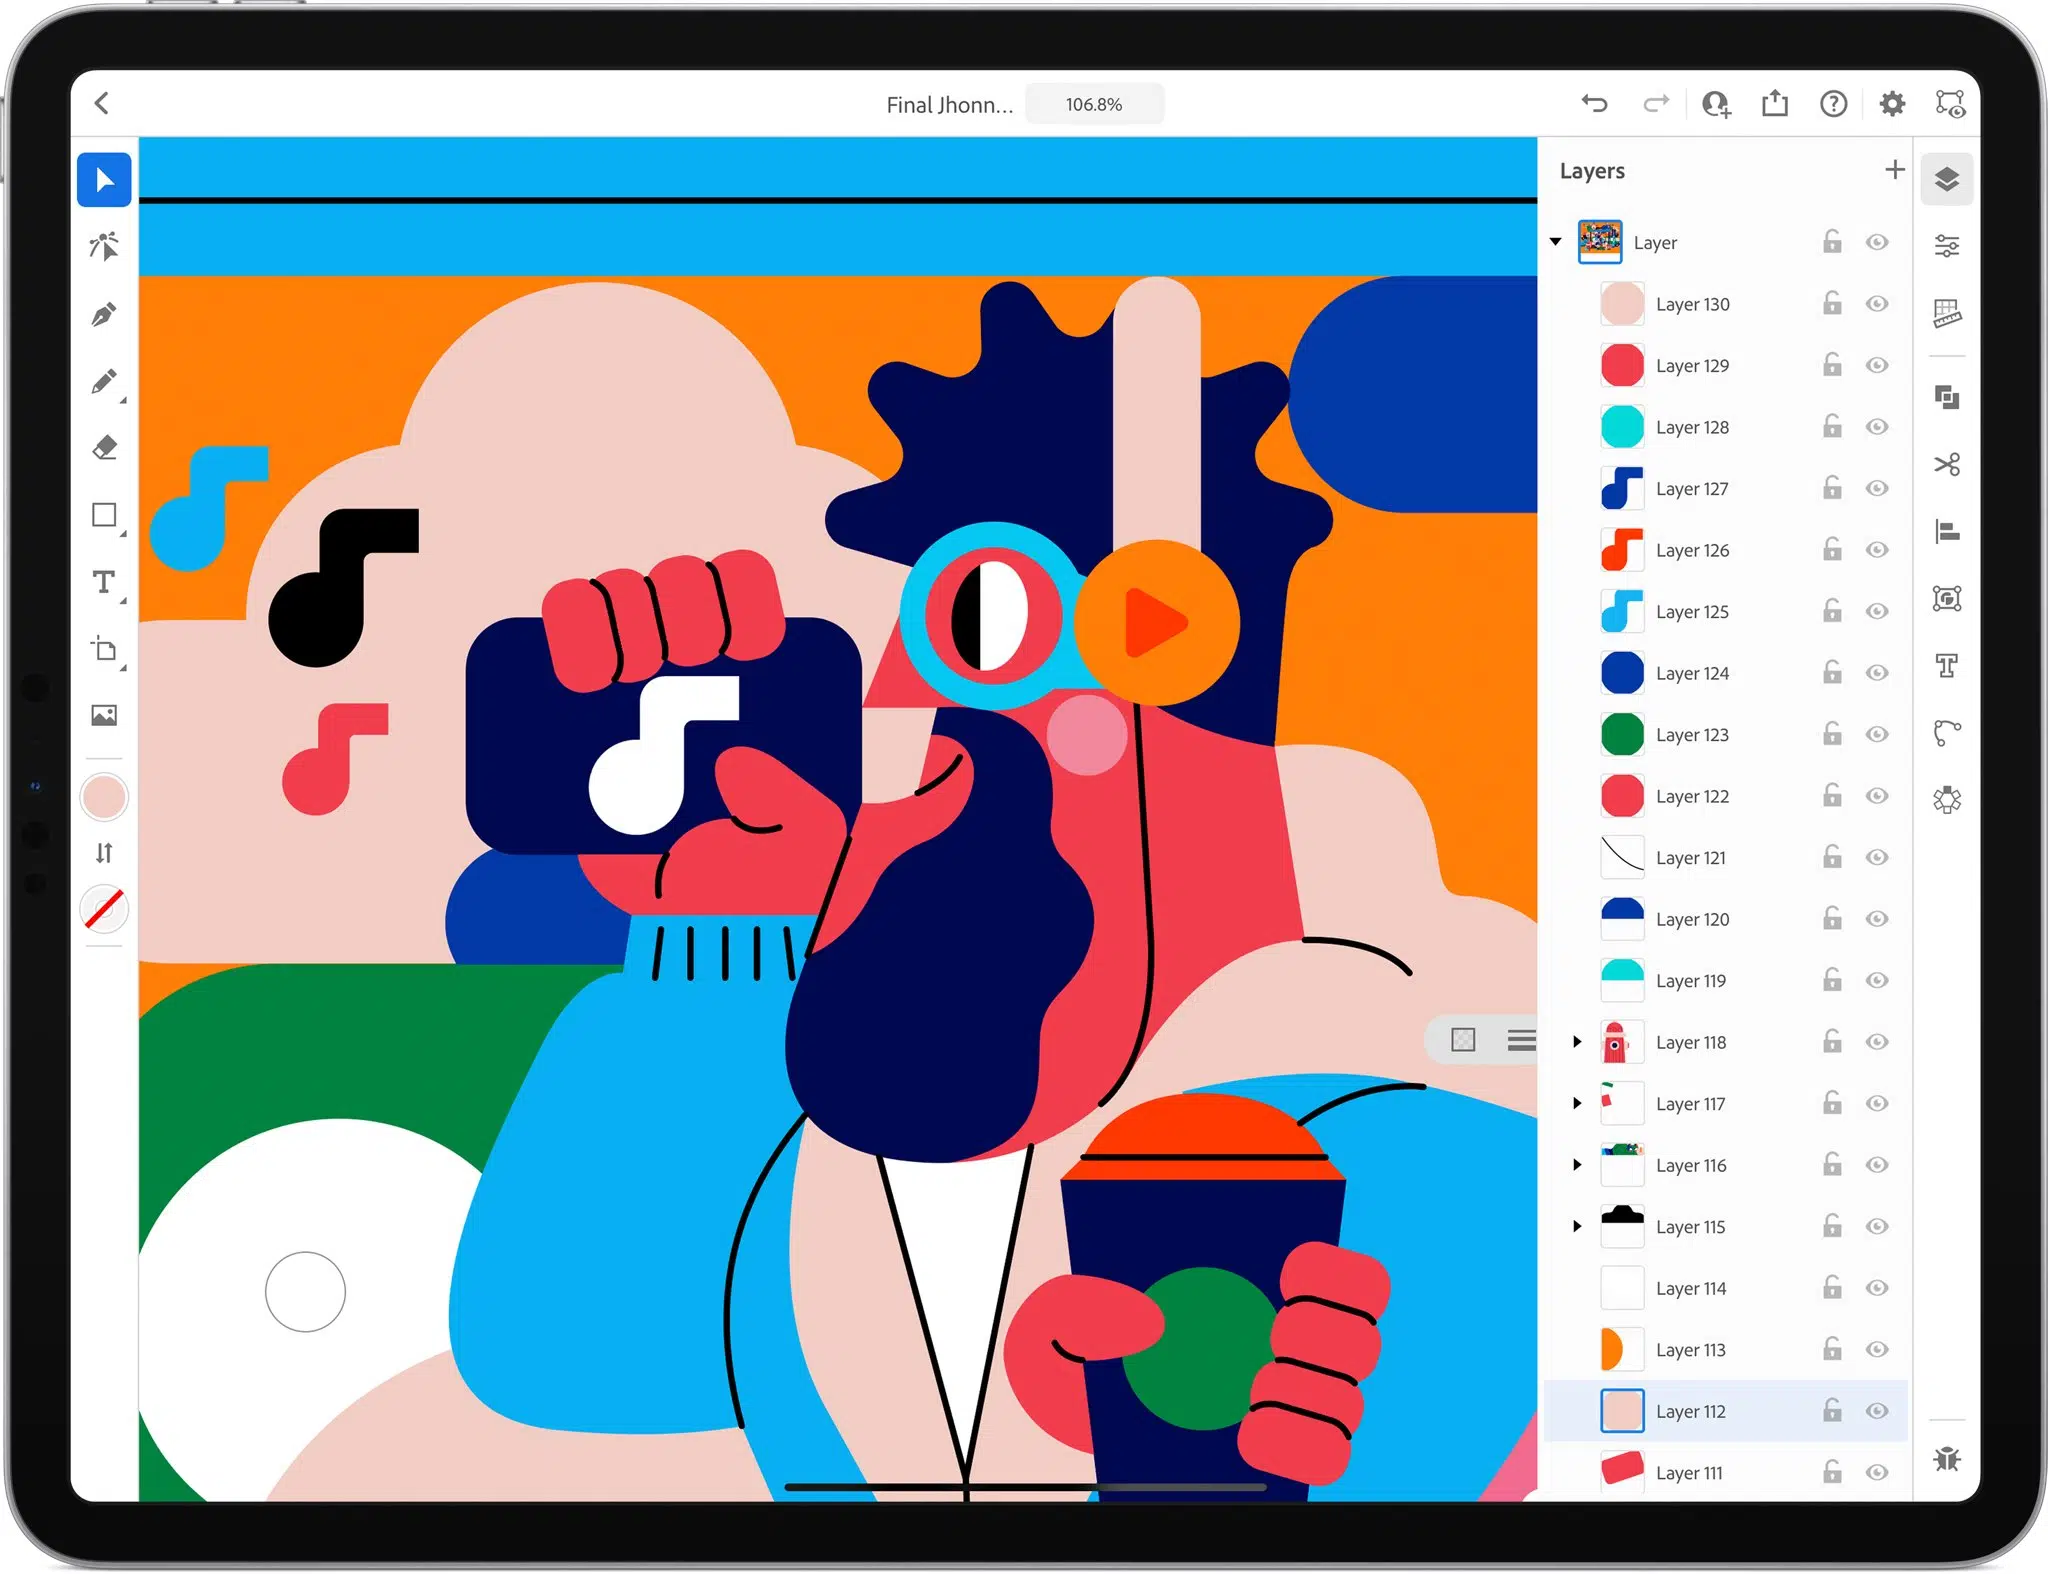 Final Jhonn... 106.8%
Layers
Layer
Layer 130
Layer 129
Layer 128
Layer 127
Layer 126
Layer 125
Layer 124
Layer 123
Layer 122
Layer 121
Layer 120
Layer 119
Layer 118
Layer 117
Layer 116
Layer 115
Layer 114
Layer 113
Layer 112
Layer 111